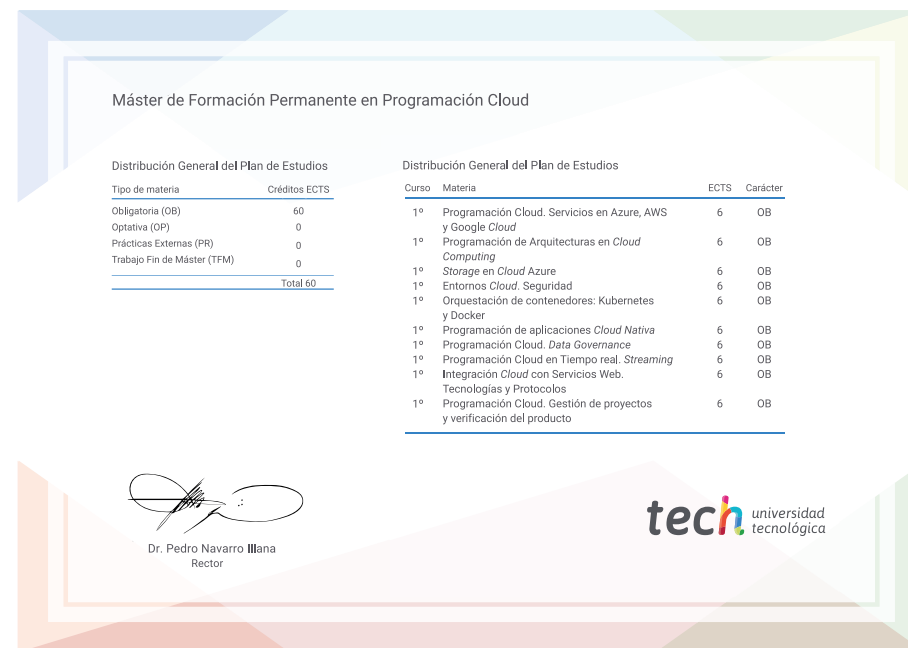 Máster de Formación Permanente en Programación Cloud
Distribución General del Plan de Estudios
Tipo de materia Créditos ECTS
Obligatoria (OB) 60
Optativa (OP) 0
Prácticas Externas (PR) 0
Trabajo Fin de Máster (TFM) 0
Total 60
Distribución General del Plan de Estudios
Curso Materia ECTS Carácter
1º Programación Cloud. Servicios en Azure, AWS 6 OB
y Google Cloud
1º Programación de Arquitecturas en Cloud 6 OB
Computing
1º Storage en Cloud Azure 6 OB
1º Entornos Cloud. Seguridad 6 OB
1º Orquestación de contenedores: Kubernetes 6 OB
y Docker
1º Programación de aplicaciones Cloud Nativa 6 OB
1º Programación Cloud. Data Governance 6 OB
1º Programación Cloud en Tiempo real. Streaming 6 OB
1º Integración Cloud con Servicios Web. 6 OB
Tecnologías y Protocolos
1º Programación Cloud. Gestión de proyectos 6 OB
y verificación del producto
Dr. Pedro Navarro Illana
Rector
tech universidad
tecnológica